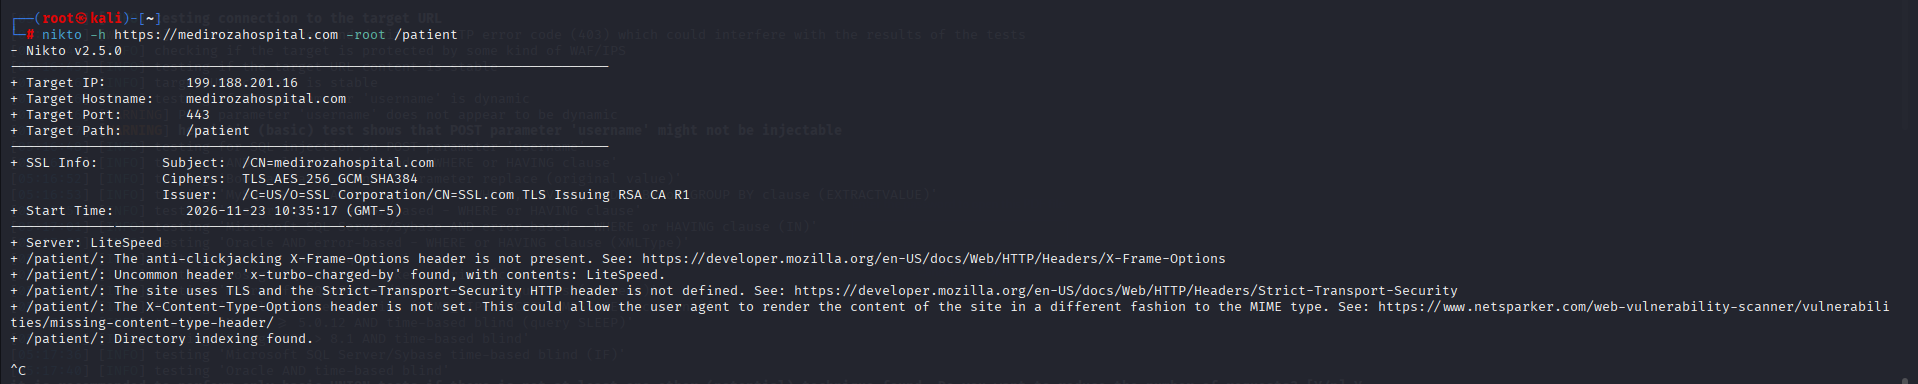 ┌──(root㉿kali)-[~]
└─# nikto -h https://medirozahospital.com -root /patient
- Nikto v2.5.0
---------------------------------------------------------------------------
+ Target IP:          199.188.201.16
+ Target Hostname:    medirozahospital.com
+ Target Port:        443
+ Target Path:        /patient
---------------------------------------------------------------------------
+ SSL Info:        Subject:  /CN=medirozahospital.com
                   Ciphers:  TLS_AES_256_GCM_SHA384
                   Issuer:   /C=US/O=SSL Corporation/CN=SSL.com TLS Issuing RSA CA R1
+ Start Time:         2026-11-23 10:35:17 (GMT-5)
---------------------------------------------------------------------------
+ Server: LiteSpeed
+ /patient/: The anti-clickjacking X-Frame-Options header is not present. See: https://developer.mozilla.org/en-US/docs/Web/HTTP/Headers/X-Frame-Options
+ /patient/: Uncommon header 'x-turbo-charged-by' found, with contents: LiteSpeed.
+ /patient/: The site uses TLS and the Strict-Transport-Security HTTP header is not defined. See: https://developer.mozilla.org/en-US/docs/Web/HTTP/Headers/Strict-Transport-Security
+ /patient/: The X-Content-Type-Options header is not set. This could allow the user agent to render the content of the site in a different fashion to the MIME type. See: https://www.netsparker.com/web-vulnerability-scanner/vulnerabili
ties/missing-content-type-header/
+ /patient/: Directory indexing found.
^C